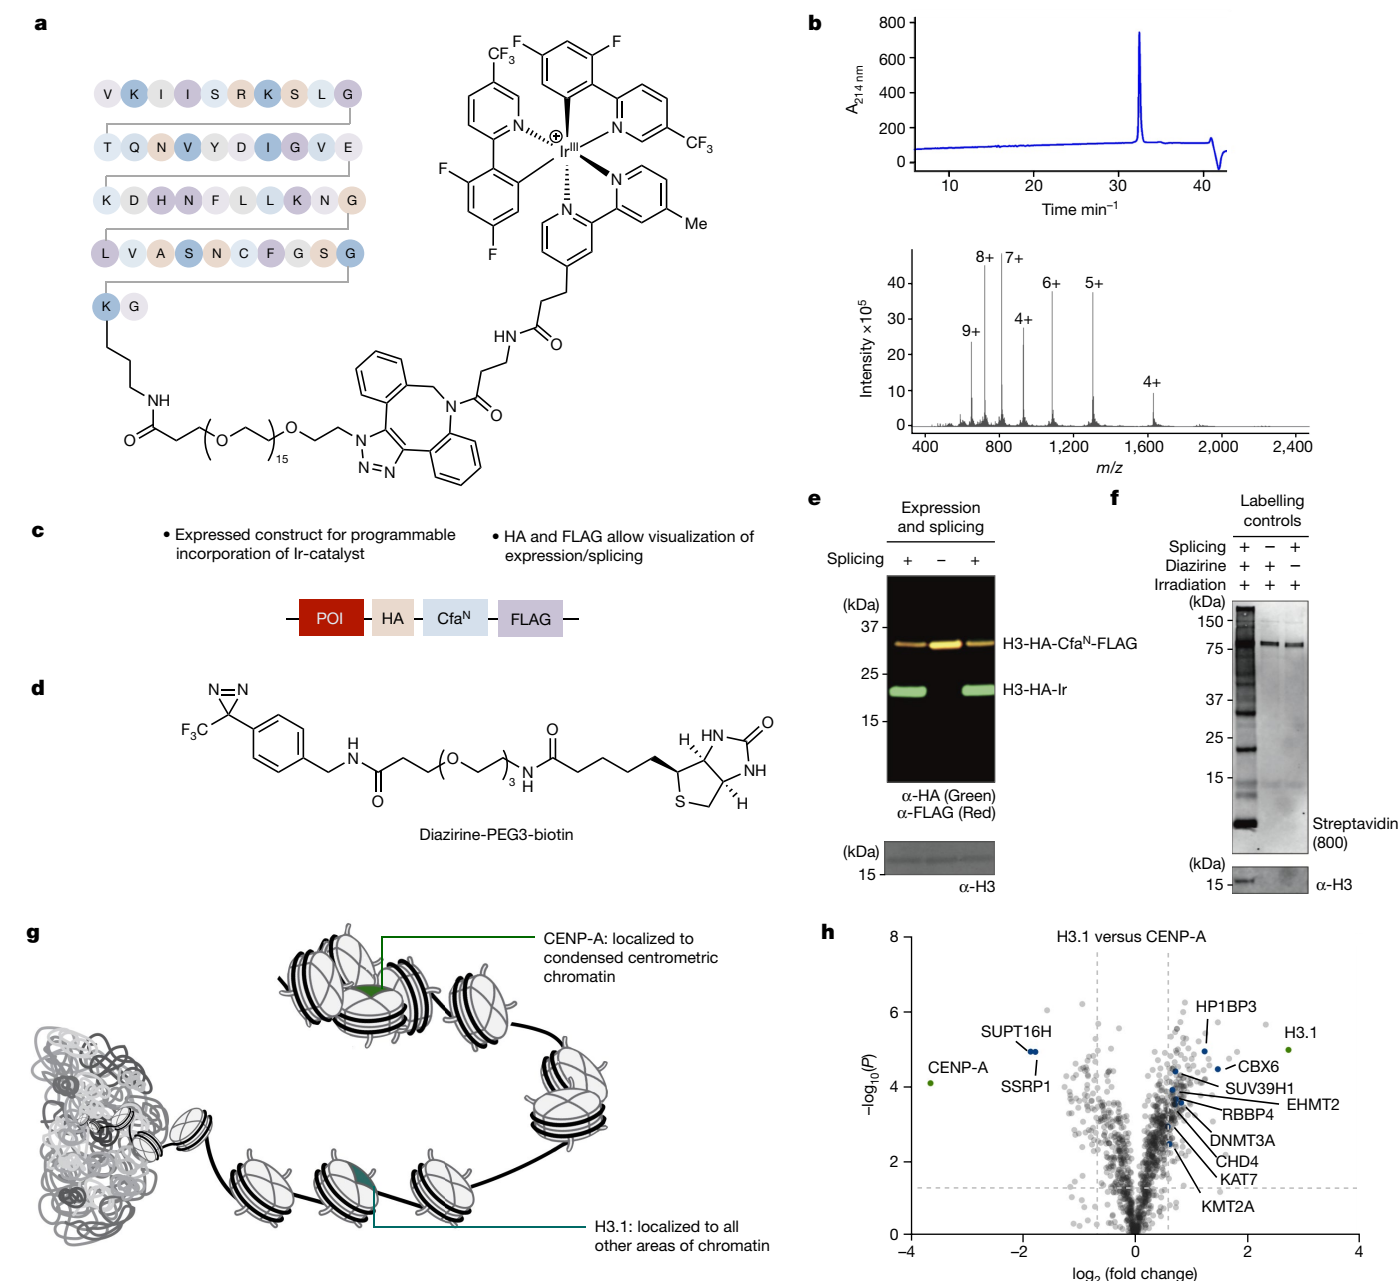 a
V K I I S R K S L G
T Q N V Y D I G V E
K D H N F L L K N G
L V A S N C F G S G
K G
CF3
F
F
N
N
CF3
⊕
IrIII
F
F
N
N
Me
HN
O
NH
O
O
O
15
N
N=N
N
O
b
A214 nm
800
600
400
200
0
10 20 30 40
Time min−1
Intensity ×10⁵
40
30
20
10
0
9+
8+
7+
4+
6+
5+
4+
400 800 1,200 1,600 2,000 2,400
m/z
c
• Expressed construct for programmable
incorporation of Ir-catalyst
• HA and FLAG allow visualization of
expression/splicing
POI HA CfaN FLAG
d
N=N
F3C
H
N
O
O
3
N
H
O
H
HN
O
NH
S
H
Diazirine-PEG3-biotin
e
Expression
and splicing
Splicing + − +
(kDa)
37
25
15
H3-HA-CfaN-FLAG
H3-HA-Ir
α-HA (Green)
α-FLAG (Red)
(kDa)
15
α-H3
f
Labelling
controls
Splicing + − +
Diazirine + + −
Irradiation + + +
(kDa)
150
75
37
25
15
Streptavidin
(800)
(kDa)
15
α-H3
g
CENP-A: localized to
condensed centrometric
chromatin
H3.1: localized to all
other areas of chromatin
h
H3.1 versus CENP-A
−log10(P)
8
6
4
2
0
SUPT16H
SSRP1
CENP-A
HP1BP3
H3.1
CBX6
SUV39H1
EHMT2
RBBP4
DNMT3A
CHD4
KAT7
KMT2A
−4 −2 0 2 4
log2 (fold change)